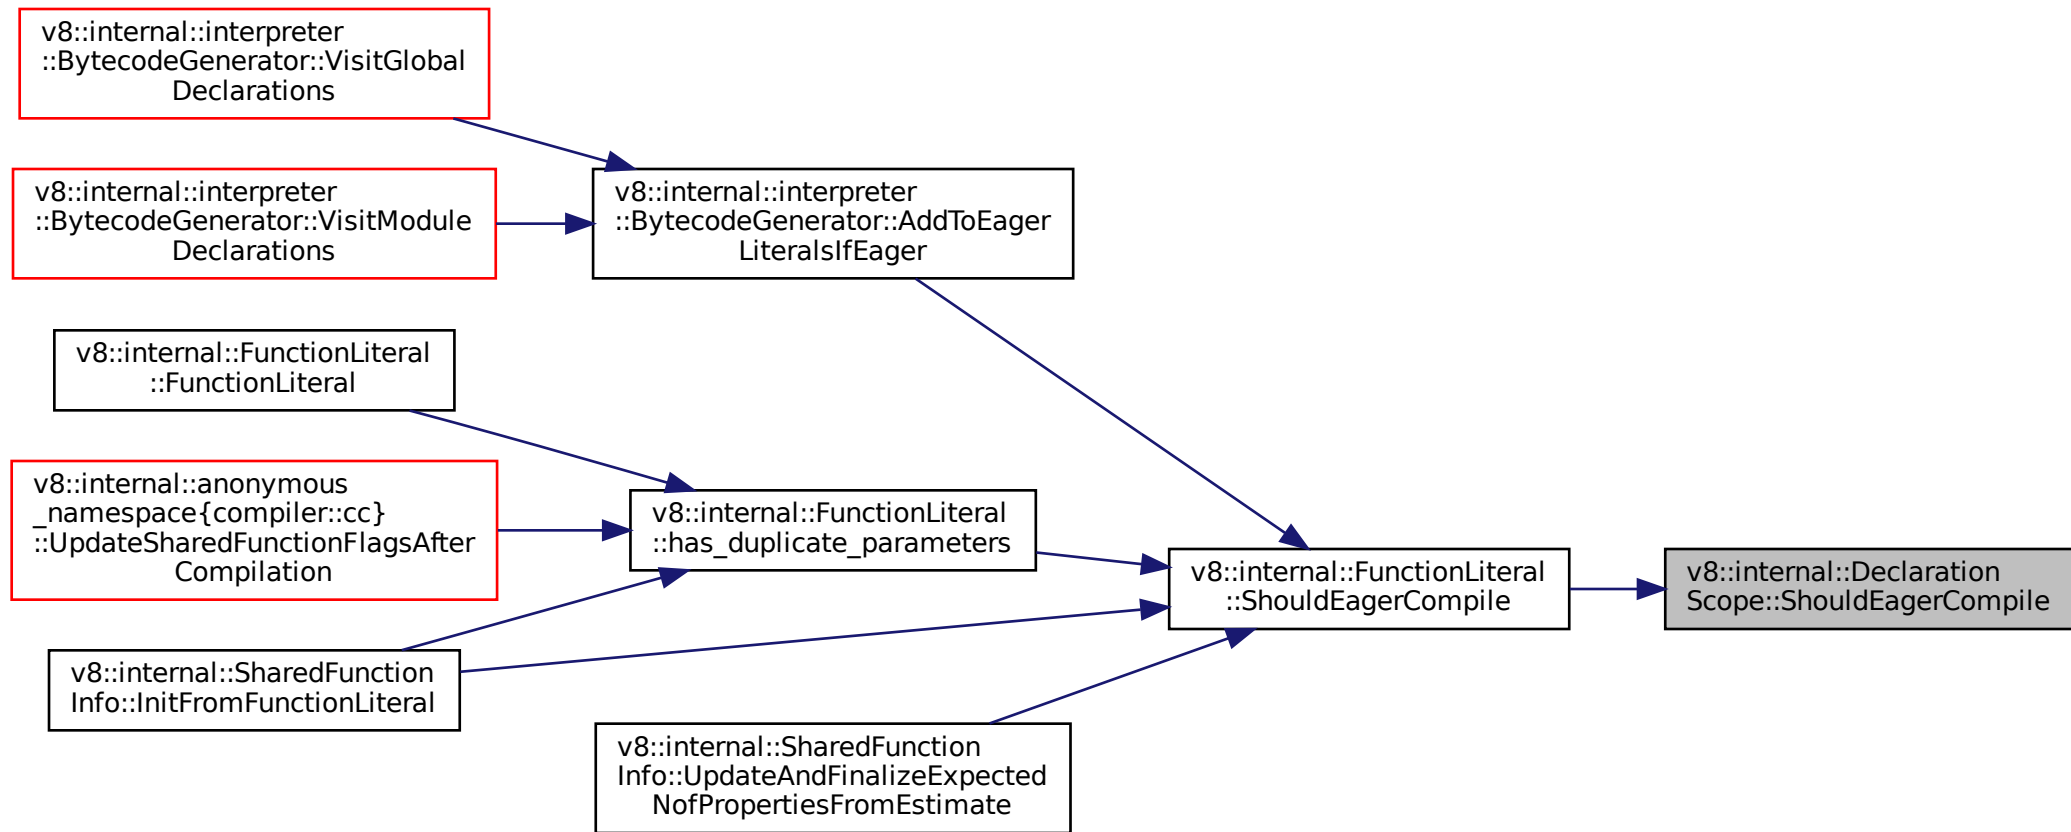 v8::internal::interpreter
::BytecodeGenerator::VisitGlobal
Declarations
v8::internal::interpreter
::BytecodeGenerator::VisitModule
Declarations
v8::internal::interpreter
::BytecodeGenerator::AddToEager
LiteralsIfEager
v8::internal::FunctionLiteral
::FunctionLiteral
v8::internal::anonymous
_namespace{compiler::cc}
::UpdateSharedFunctionFlagsAfter
Compilation
v8::internal::FunctionLiteral
::has_duplicate_parameters
v8::internal::FunctionLiteral
::ShouldEagerCompile
v8::internal::Declaration
Scope::ShouldEagerCompile
v8::internal::SharedFunction
Info::InitFromFunctionLiteral
v8::internal::SharedFunction
Info::UpdateAndFinalizeExpected
NofPropertiesFromEstimate